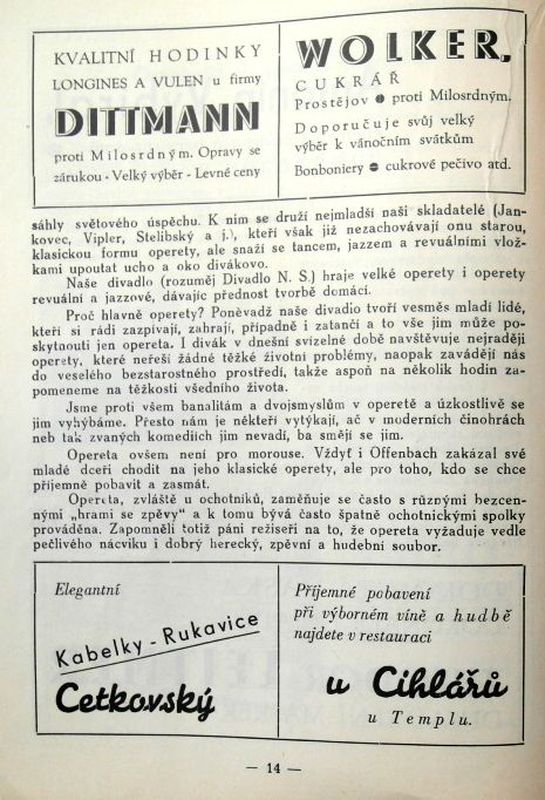 KVALITNÍ HODINKY
LONGINES A VULEN u firmy
DITTMANN
proti Milosrdným. Opravy se
zárukou - Velký výběr - Levné ceny
WOLKER,
CUKRÁŘ
Prostějov ● proti Milosrdným.
Doporučuje svůj velký
výběr k vánočním svátkům
Bonboniery ● cukrové pečivo atd.
sáhly světového úspěchu. K nim se druží nejmladší naši skladatelé (Jan-
kovec, Vipler, Stelibský a j.), kteří však již nezachovávají onu starou,
klasickou formu operety, ale snaží se tancem, jazzem a revuálními vlož-
kami upoutat ucho a oko divákovo.
Naše divadlo (rozuměj Divadlo N. S.) hraje velké operety i operety
revuální a jazzové, dávajíc přednost tvorbě domácí.
Proč hlavně operety? Poněvadž naše divadlo tvoří vesměs mladí lidé,
kteří si rádi zazpívají, zahrají, případně i zatančí a to vše jim může po-
skytnouti jen opereta. I divák v dnešní svízelné době navštěvuje nejraději
operety, které neřeší žádné těžké životní problémy, naopak zavádějí nás
do veselého bezstarostného prostředí, takže aspoň na několik hodin za-
pomeneme na těžkosti všedního života.
Jsme proti všem banalitám a dvojsmyslům v operetě a úzkostlivě se
jim vyhýbáme. Přesto nám je někteří vytýkají, ač v moderních činohrách
neb tak zvaných komediích jim nevadí, ba smějí se jim.
Opereta ovšem není pro morouse. Vždyť i Offenbach zakázal své
mladé dceři chodit na jeho klasické operety, ale pro toho, kdo se chce
příjemně pobavit a zasmát.
Opereta, zvláště u ochotníků, zaměňuje se často s různými bezcen-
nými „hrami se zpěvy" a k tomu bývá často špatně ochotnickými spolky
prováděna. Zapomněli totiž páni režiseři na to, že opereta vyžaduje vedle
pečlivého nácviku i dobrý herecký, zpěvní a hudební soubor.
Elegantní
Kabelky - Rukavice
Cetkovský
Příjemné pobavení
při výborném víně a hudbě
najdete v restauraci
u Cihlářů
u Templu.
— 14 —